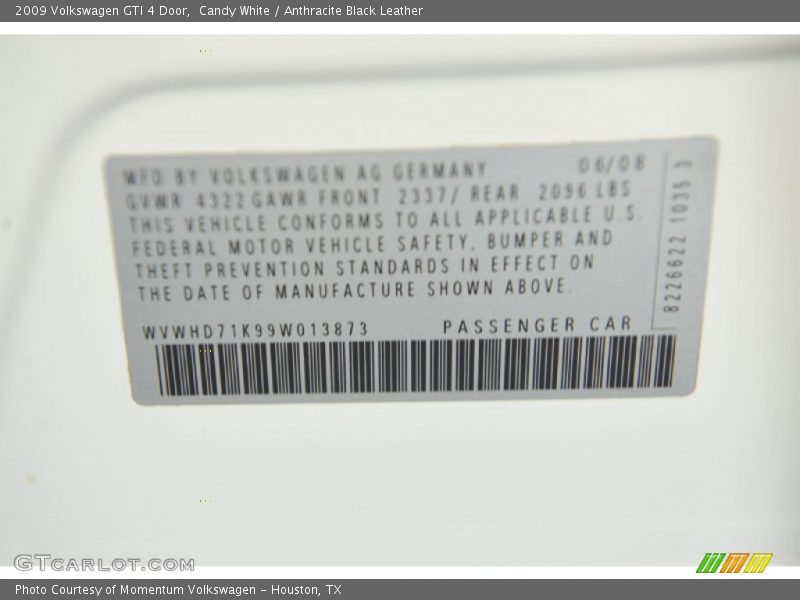 2009 Volkswagen GTI 4 Door, Candy White / Anthracite Black Leather
MFD BY VOLKSWAGEN AG GERMANY 06/08
GVWR 4322 GAWR FRONT 2337/ REAR 2096 LBS
THIS VEHICLE CONFORMS TO ALL APPLICABLE U.S.
FEDERAL MOTOR VEHICLE SAFETY, BUMPER AND
THEFT PREVENTION STANDARDS IN EFFECT ON
THE DATE OF MANUFACTURE SHOWN ABOVE.
WVWHD71K99W013873 PASSENGER CAR
8226622 1035 3
GTCARLOT.COM
Photo Courtesy of Momentum Volkswagen - Houston, TX